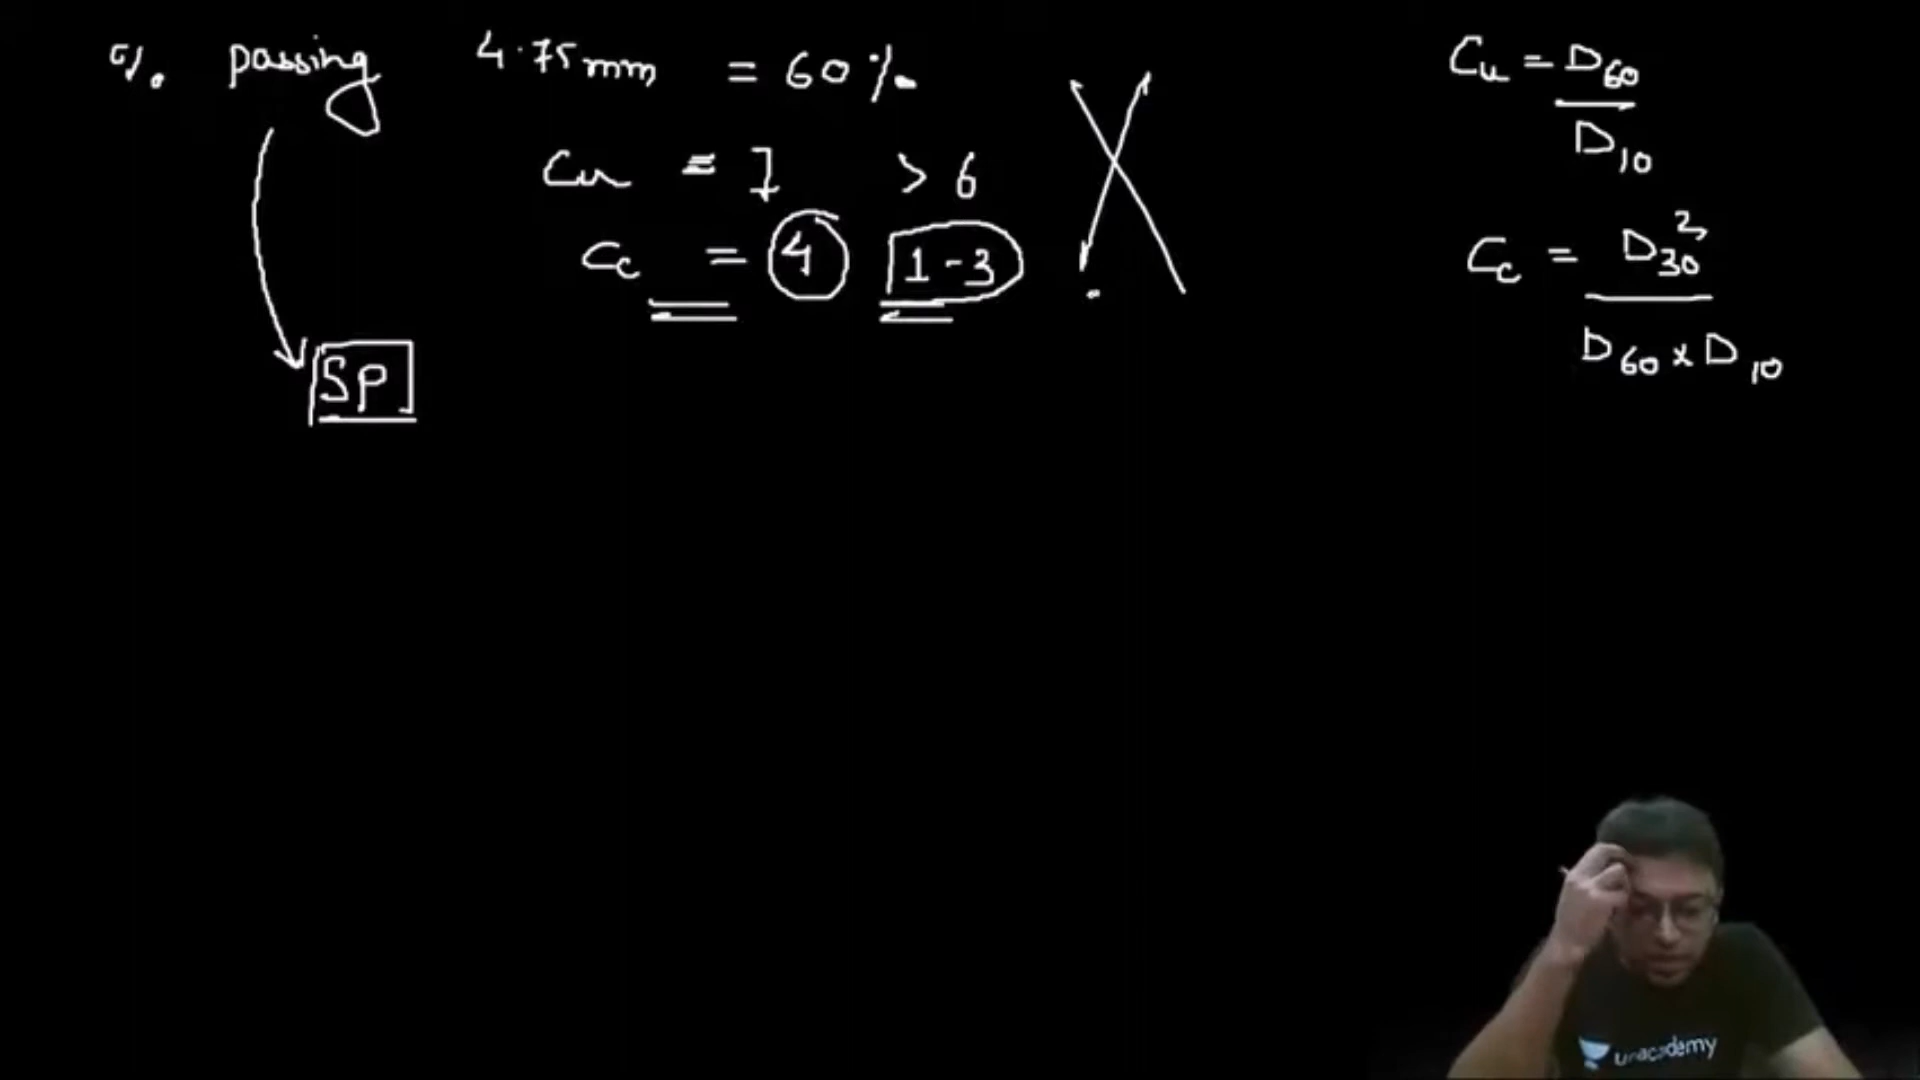 % passing 4.75mm = 60%
Cu = 7 > 6
Cc = 4 1-3
SP
Cu = D60
D10
Cc = D30²
D60 x D10
unacademy